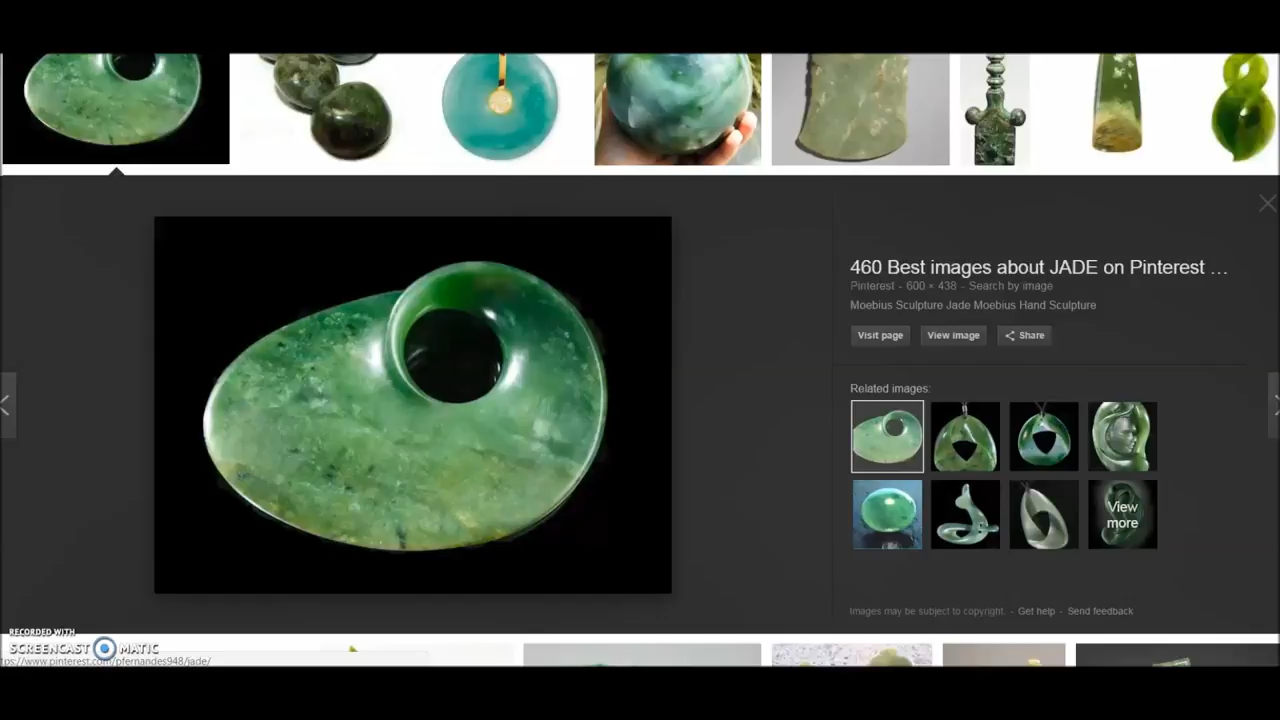 460 Best images about JADE on Pinterest ...
Pinterest - 600 × 438 - Search by image
Moebius Sculpture Jade Moebius Hand Sculpture
Visit page View image Share
Related images:
View
more
Images may be subject to copyright. - Get help - Send feedback
RECORDED WITH
SCREENCAST MATIC
tps://www.pinterest.com/pfernandes948/jade/